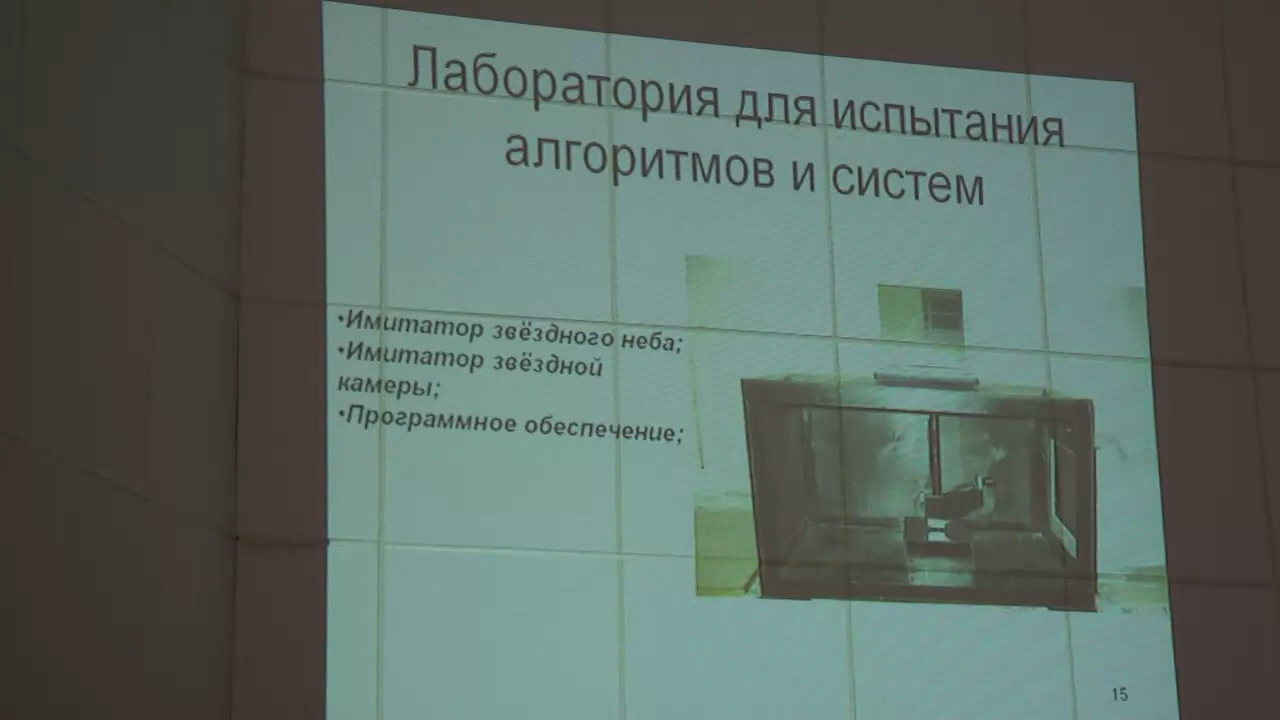 Лаборатория для испытания
алгоритмов и систем
•Имитатор звёздного неба;
•Имитатор звёздной
камеры;
•Программное обеспечение;
15